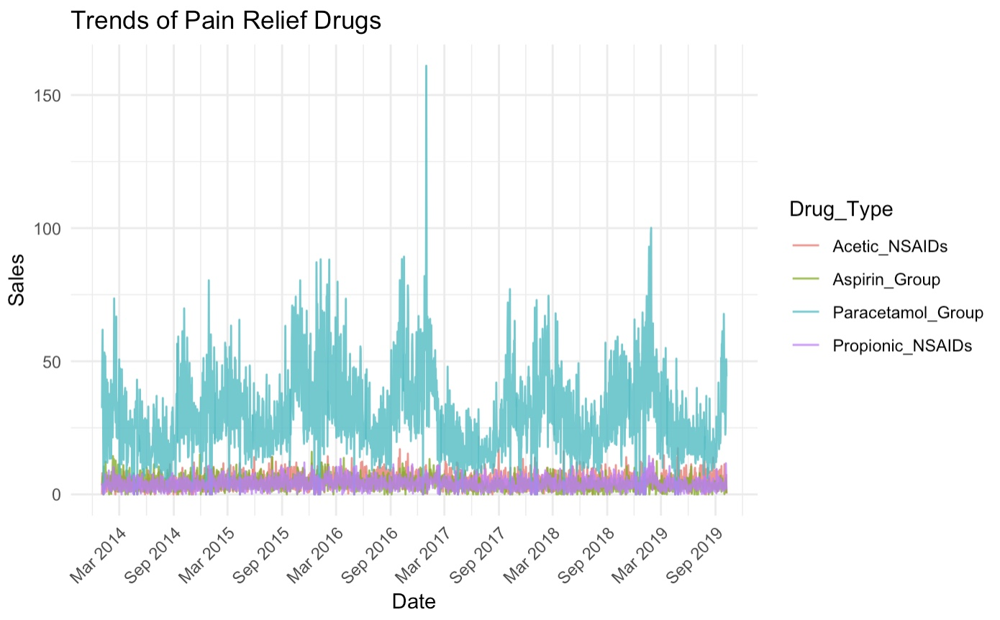 Trends of Pain Relief Drugs
Sales
150
100
50
0
Mar 2014
Sep 2014
Mar 2015
Sep 2015
Mar 2016
Sep 2016
Mar 2017
Sep 2017
Mar 2018
Sep 2018
Mar 2019
Sep 2019
Date
Drug_Type
Acetic_NSAIDs
Aspirin_Group
Paracetamol_Group
Propionic_NSAIDs